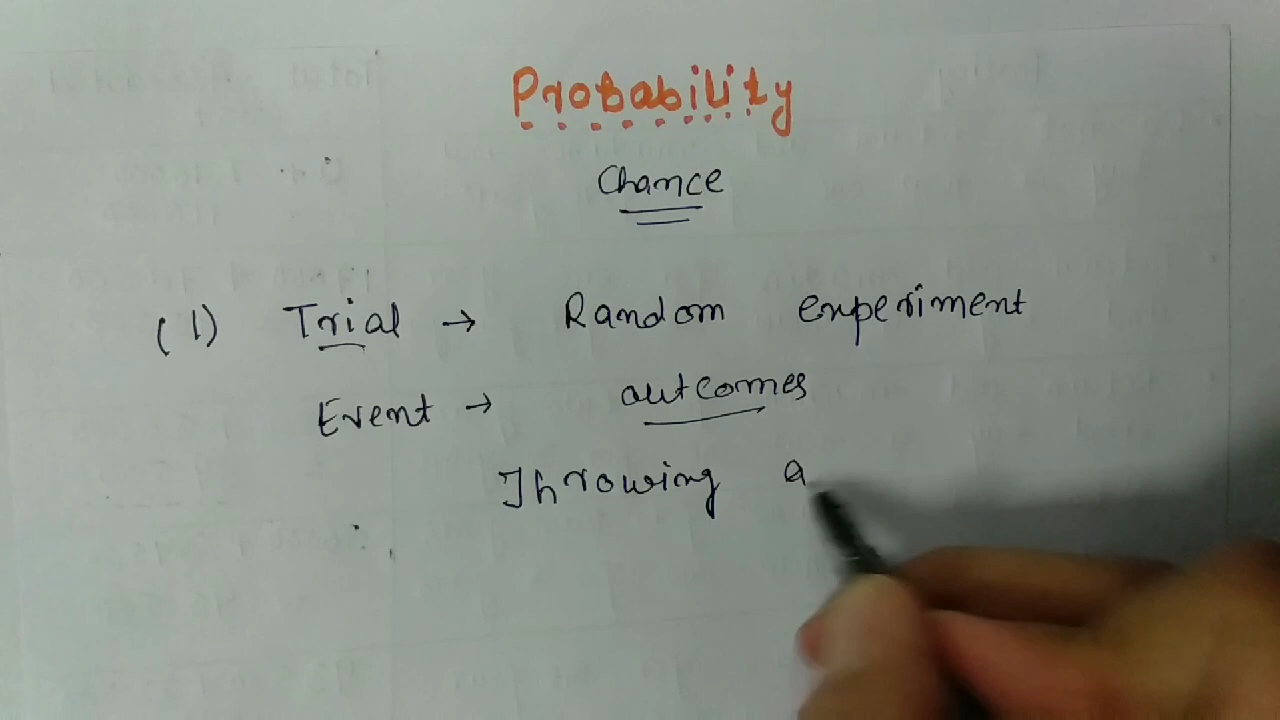 Probability
Chance
(1) Trial → Random experiment
Event → outcomes
Throwing a